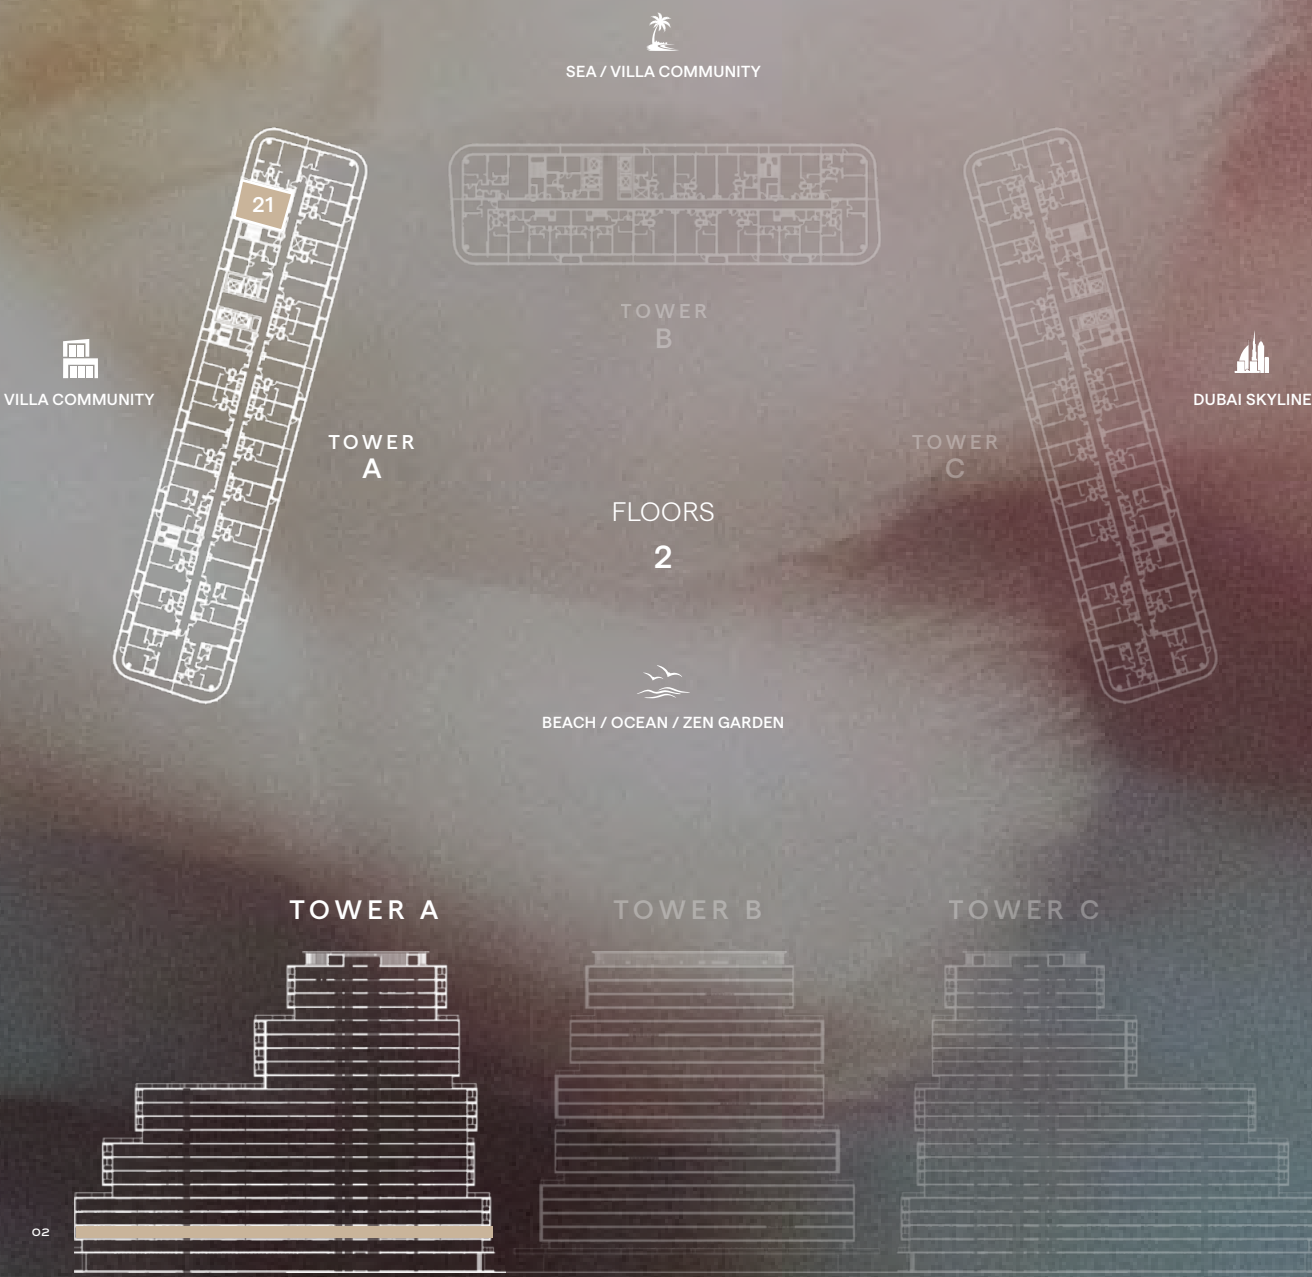 SEA / VILLA COMMUNITY
21
TOWER
B
VILLA COMMUNITY
DUBAI SKYLINE
TOWER
A
TOWER
C
FLOORS
2
BEACH / OCEAN / ZEN GARDEN
TOWER A
TOWER B
TOWER C
02